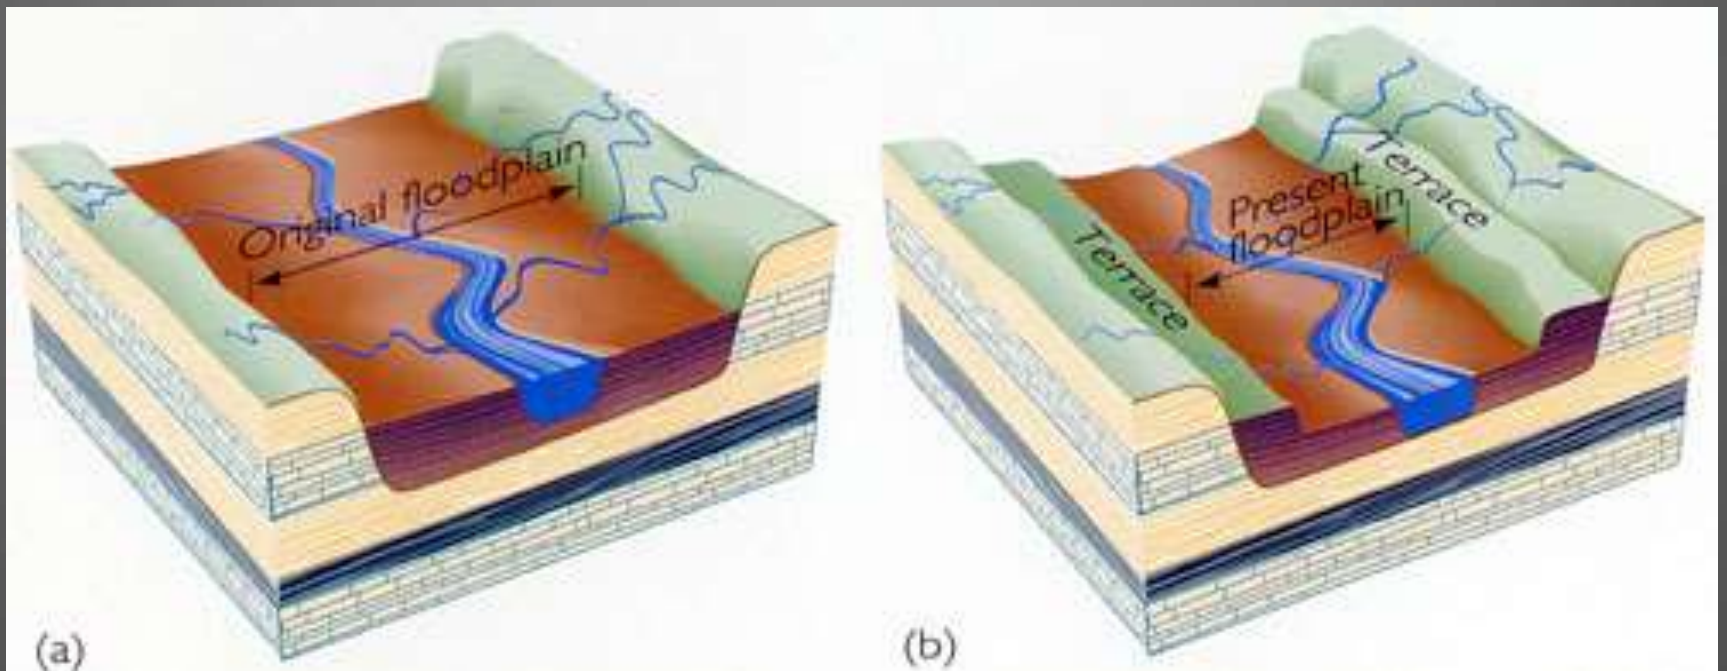 Original floodplain
(a)
Terrace
Present
floodplain
Terrace
(b)